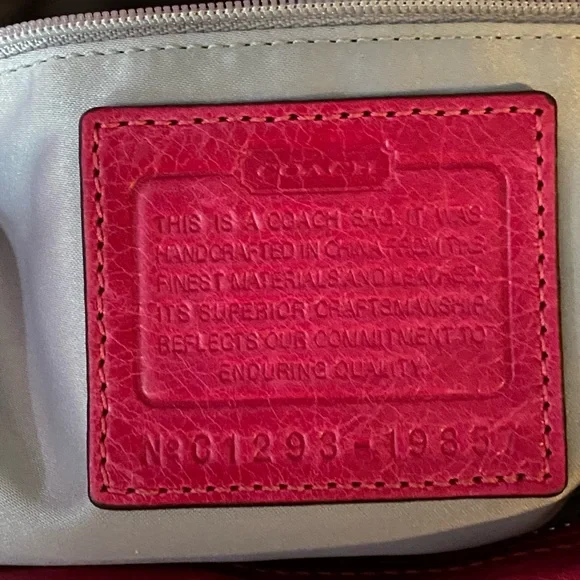 COACH
THIS IS A COACH BAG. IT WAS
HANDCRAFTED IN CHINA FROM THE
FINEST MATERIALS AND LEATHER.
ITS SUPERIOR CRAFTSMANSHIP
REFLECTS OUR COMMITMENT TO
ENDURING QUALITY.
Nº C1293-19857